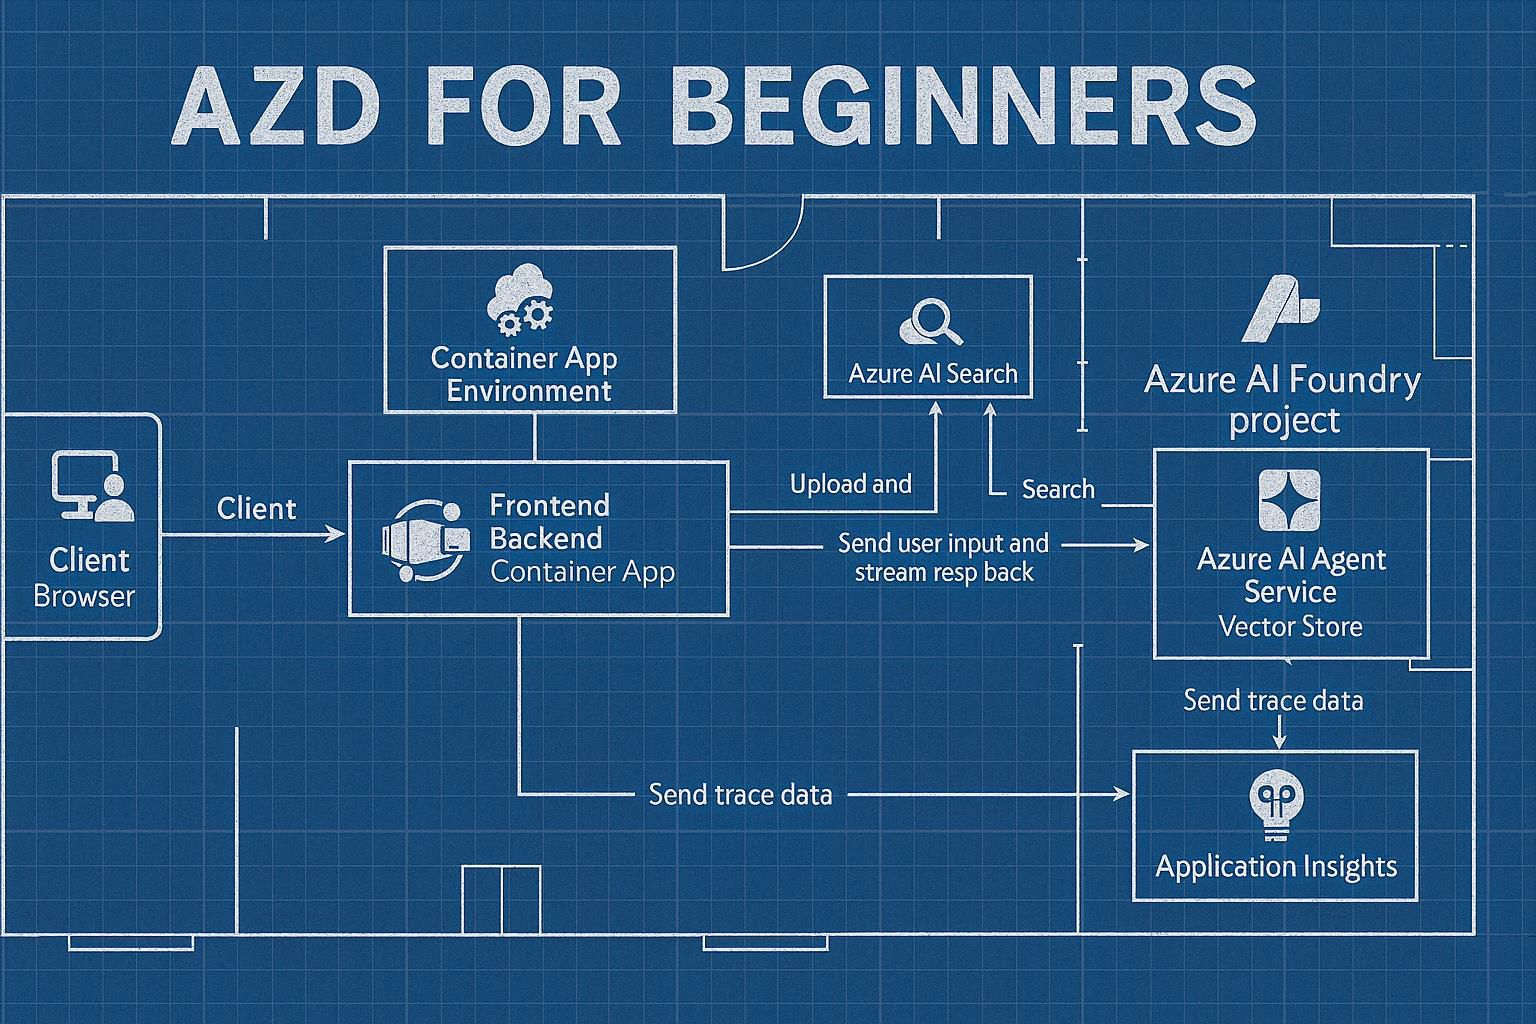 AZD FOR BEGINNERS
Container App
Environment
Azure AI Search
Azure AI Foundry
project
Client
Browser
Client
Frontend
Backend
Container App
Upload and
Search
Send user input and
stream resp back
Azure AI Agent
Service
Vector Store
Send trace data
Send trace data
Application Insights